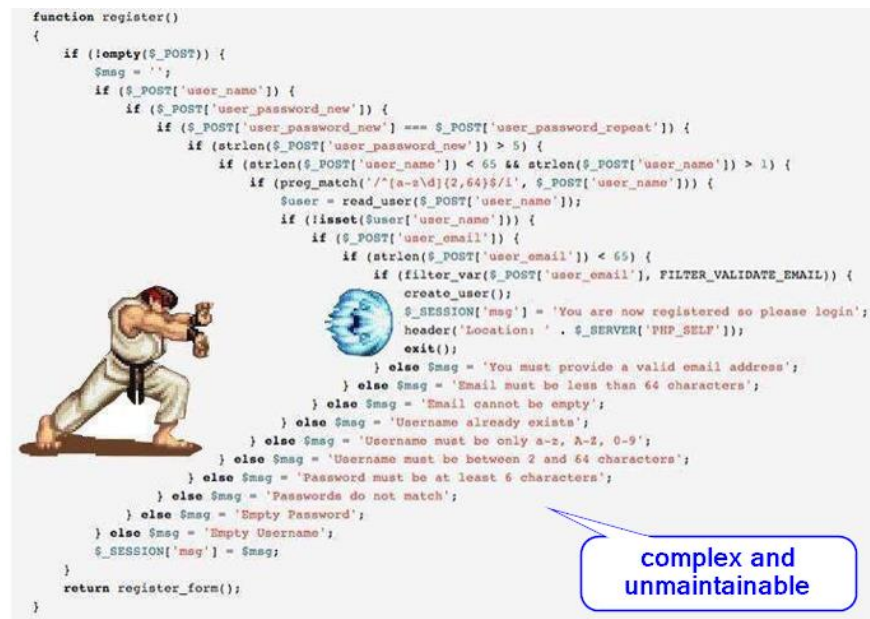 function register()
{
if (!empty($_POST)) {
$msg = '';
if ($_POST['user_name']) {
if ($_POST['user_password_new']) {
if ($_POST['user_password_new'] === $_POST['user_password_repeat']) {
if (strlen($_POST['user_password_new']) > 5) {
if (strlen($_POST['user_name']) < 65 && strlen($_POST['user_name']) > 1) {
if (preg_match('/^[a-z\d]{2,64}$/i', $_POST['user_name'])) {
$user = read_user($_POST['user_name']);
if (!isset($user['user_name'])) {
if ($_POST['user_email']) {
if (strlen($_POST['user_email']) < 65) {
if (filter_var($_POST['user_email'], FILTER_VALIDATE_EMAIL)) {
create_user();
$_SESSION['msg'] = 'You are now registered so please login';
header('Location: ' . $_SERVER['PHP_SELF']);
exit();
} else $msg = 'You must provide a valid email address';
} else $msg = 'Email must be less than 64 characters';
} else $msg = 'Email cannot be empty';
} else $msg = 'Username already exists';
} else $msg = 'Username must be only a-z, A-Z, 0-9';
} else $msg = 'Username must be between 2 and 64 characters';
} else $msg = 'Password must be at least 6 characters';
} else $msg = 'Passwords do not match';
} else $msg = 'Empty Password';
} else $msg = 'Empty Username';
$_SESSION['msg'] = $msg;
}
return register_form();
}
complex and
unmaintainable